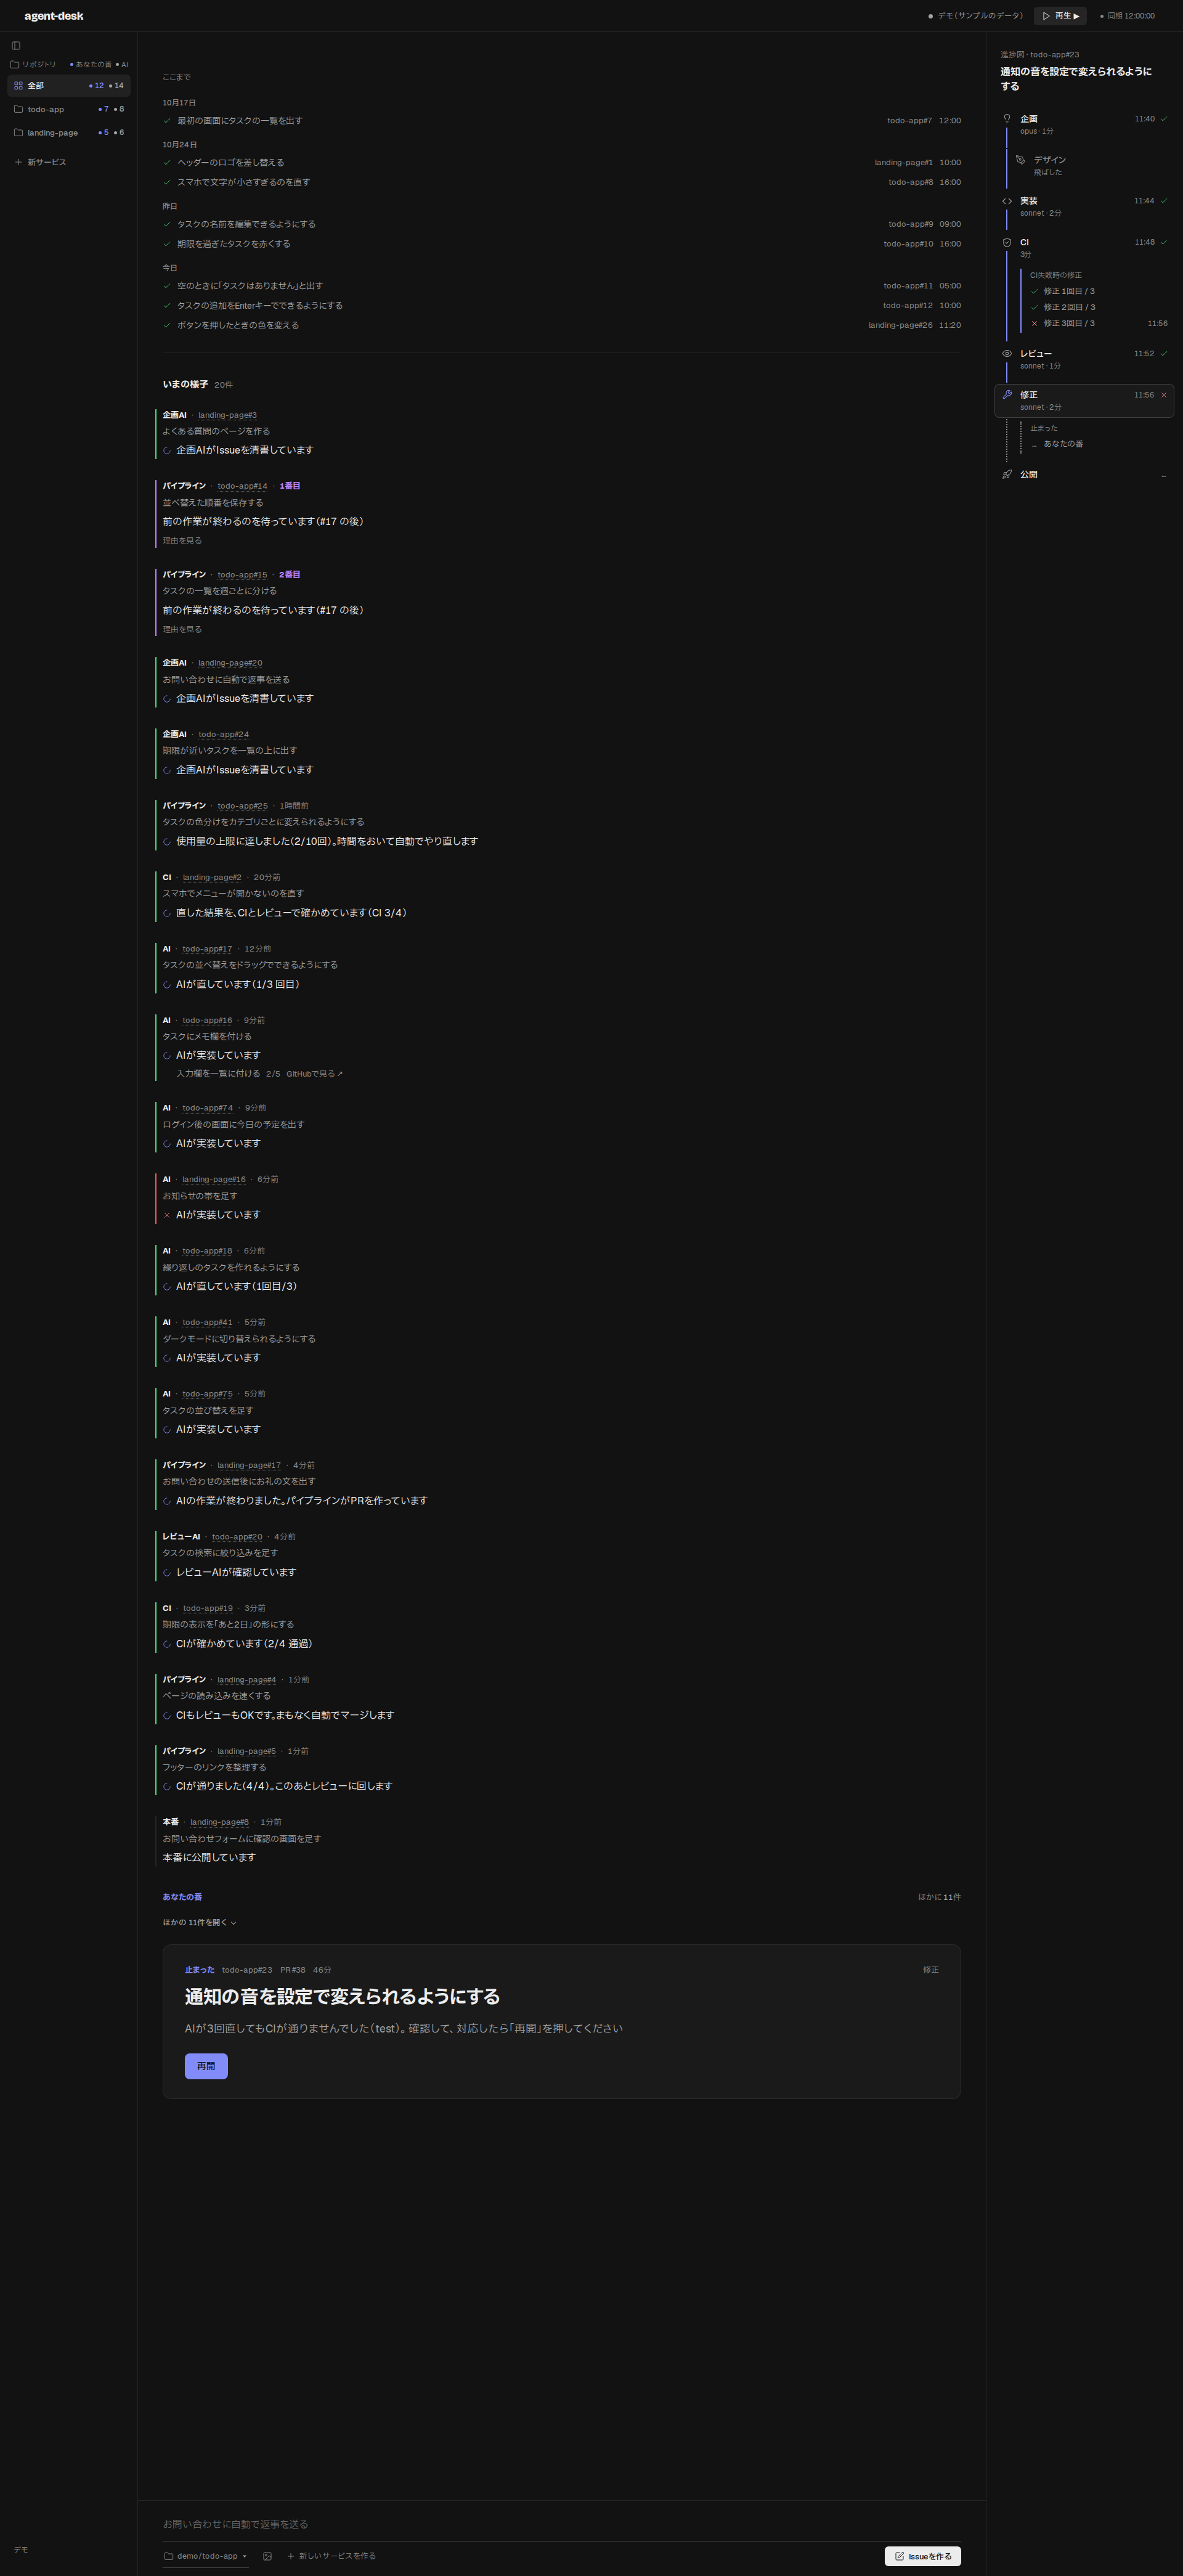 agent-desk
デモ(サンプルのデータ)
再生 ▶
同期 12:00:00
リポジトリ
あなたの番
AI
全部 12 14
todo-app 7 8
landing-page 5 6
新サービス
デモ
ここまで
10月17日
最初の画面にタスクの一覧を出す todo-app#7 12:00
10月24日
ヘッダーのロゴを差し替える landing-page#1 10:00
スマホで文字が小さすぎるのを直す todo-app#8 16:00
昨日
タスクの名前を編集できるようにする todo-app#9 09:00
期限を過ぎたタスクを赤くする todo-app#10 16:00
今日
空のときに「タスクはありません」と出す todo-app#11 05:00
タスクの追加をEnterキーでできるようにする todo-app#12 10:00
ボタンを押したときの色を変える landing-page#26 11:20
いまの様子 20件
企画AI · landing-page#3
よくある質問のページを作る
企画AIがIssueを清書しています
パイプライン · todo-app#14 · 1番目
並べ替えた順番を保存する
前の作業が終わるのを待っています(#17 の後)
理由を見る
パイプライン · todo-app#15 · 2番目
タスクの一覧を週ごとに分ける
前の作業が終わるのを待っています(#17 の後)
理由を見る
企画AI · landing-page#20
お問い合わせに自動で返事を送る
企画AIがIssueを清書しています
企画AI · todo-app#24
期限が近いタスクを一覧の上に出す
企画AIがIssueを清書しています
パイプライン · todo-app#25 · 1時間前
タスクの色分けをカテゴリごとに変えられるようにする
使用量の上限に達しました(2/10回)。時間をおいて自動でやり直します
CI · landing-page#2 · 20分前
スマホでメニューが開かないのを直す
直した結果を、CIとレビューで確かめています(CI 3/4)
AI · todo-app#17 · 12分前
タスクの並べ替えをドラッグでできるようにする
AIが直しています(1/3 回目)
AI · todo-app#16 · 9分前
タスクにメモ欄を付ける
AIが実装しています
入力欄を一覧に付ける 2/5 GitHubで見る ↗
AI · todo-app#74 · 9分前
ログイン後の画面に今日の予定を出す
AIが実装しています
AI · landing-page#16 · 6分前
お知らせの帯を足す
AIが実装しています
AI · todo-app#18 · 6分前
繰り返しのタスクを作れるようにする
AIが直しています(1回目/3)
AI · todo-app#41 · 5分前
ダークモードに切り替えられるようにする
AIが実装しています
AI · todo-app#75 · 5分前
タスクの並び替えを足す
AIが実装しています
パイプライン · landing-page#17 · 4分前
お問い合わせの送信後にお礼の文を出す
AIの作業が終わりました。パイプラインがPRを作っています
レビューAI · todo-app#20 · 4分前
タスクの検索に絞り込みを足す
レビューAIが確認しています
CI · todo-app#19 · 3分前
期限の表示を「あと2日」の形にする
CIが確かめています(2/4 通過)
パイプライン · landing-page#4 · 1分前
ページの読み込みを速くする
CIもレビューもOKです。まもなく自動でマージします
パイプライン · landing-page#5 · 1分前
フッターのリンクを整理する
CIが通りました(4/4)。このあとレビューに回します
本番 · landing-page#8 · 1分前
お問い合わせフォームに確認の画面を足す
本番に公開しています
あなたの番 ほかに 11件
ほかの 11件を開く
止まった todo-app#23 PR #38 46分 修正
通知の音を設定で変えられるようにする
AIが3回直してもCIが通りませんでした(test)。確認して、対応したら「再開」を押してください
再開
お問い合わせに自動で返事を送る
demo/todo-app
新しいサービスを作る
Issueを作る
進捗図 · todo-app#23
通知の音を設定で変えられるように
する
企画 11:40
opus · 1分
デザイン
飛ばした
実装 11:44
sonnet · 2分
CI 11:48
3分
CI失敗時の修正
修正 1回目 / 3
修正 2回目 / 3
修正 3回目 / 3 11:56
レビュー 11:52
sonnet · 1分
修正 11:56
sonnet · 2分
止まった
あなたの番
公開